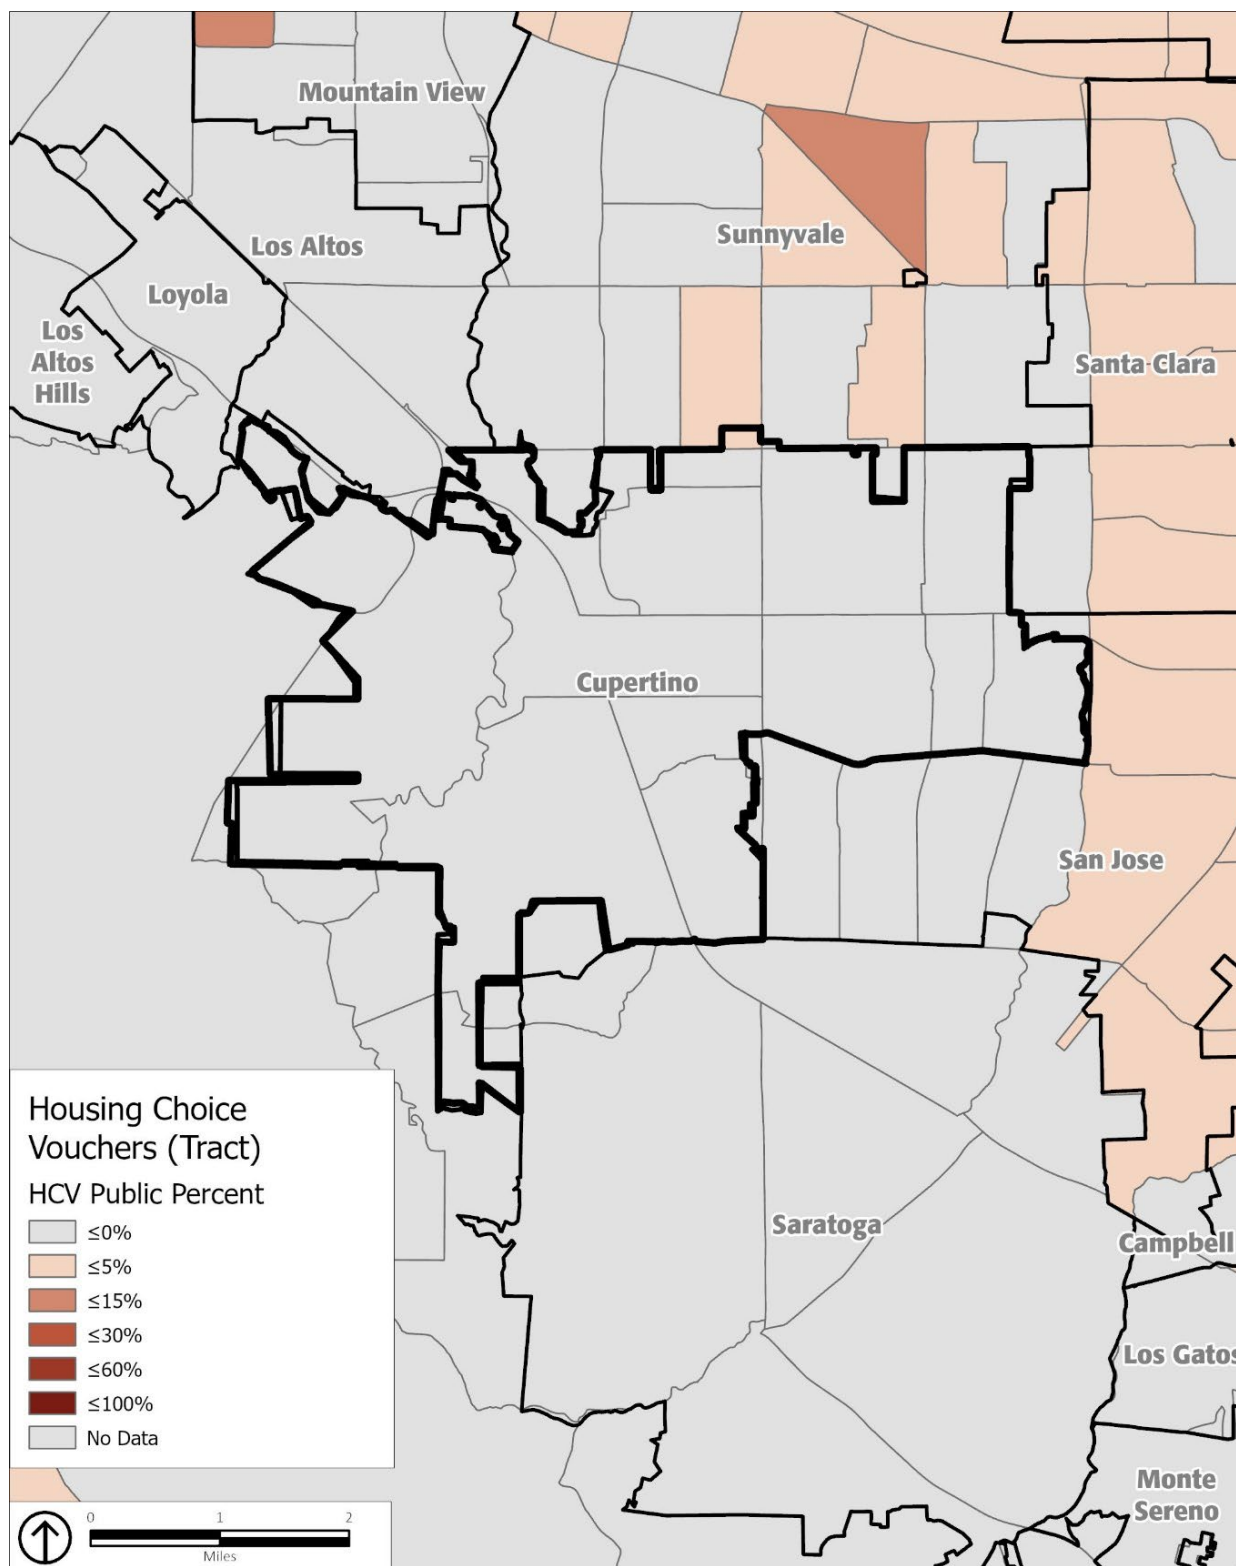 Mountain View
Los Altos
Sunnyvale
Loyola
Los
Altos
Hills
Santa Clara
Cupertino
San Jose
Saratoga
Campbell
Los Gatos
Monte
Sereno
Housing Choice
Vouchers (Tract)
HCV Public Percent
≤0%
≤5%
≤15%
≤30%
≤60%
≤100%
No Data
0 1 2
Miles